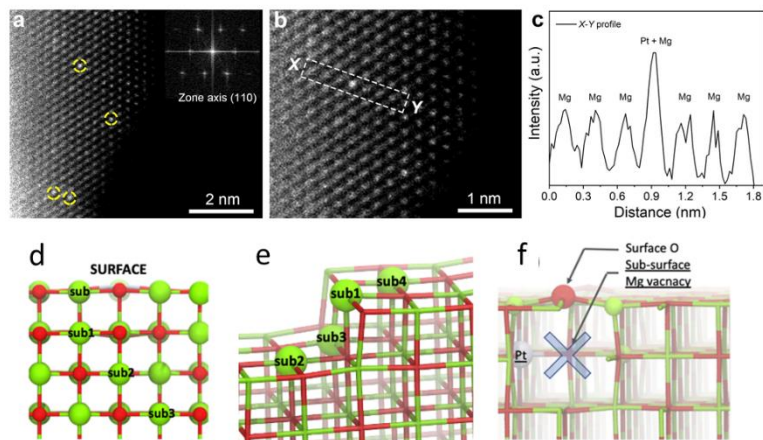 a
Zone axis (110)
2 nm
b
X
Y
1 nm
c
X-Y profile
Pt + Mg
Mg
Mg
Mg
Mg
Mg
Mg
Intensity (a.u.)
0.0 0.3 0.6 0.9 1.2 1.5 1.8
Distance (nm)
d
SURFACE
sub
sub1
sub2
sub3
e
sub1
sub4
sub3
sub2
f
Surface O
Sub-surface
Mg vacnacy
Pt